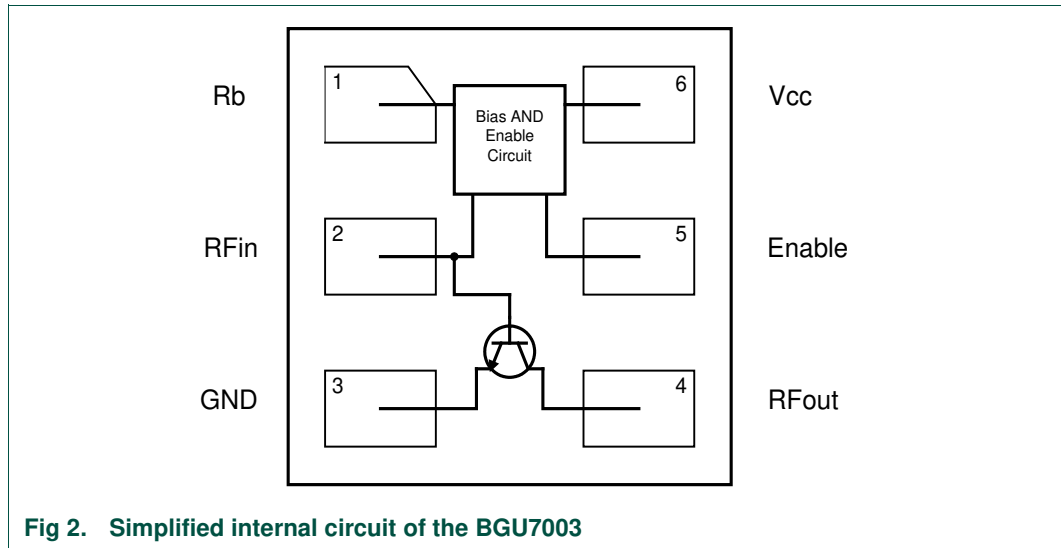 Rb
1
Bias AND
Enable
Circuit
6
Vcc
RFin
2
5
Enable
GND
3
4
RFout
Fig 2. Simplified internal circuit of the BGU7003